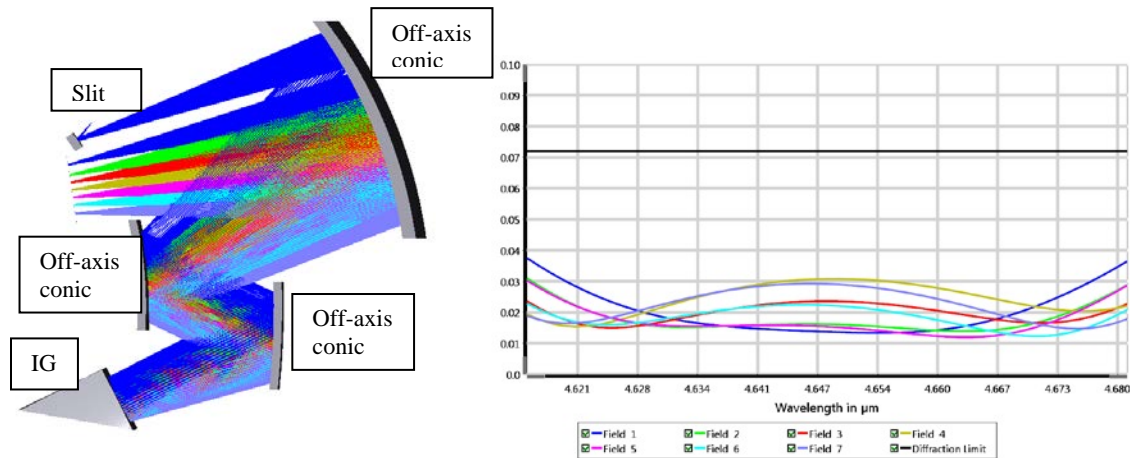 Off-axis
conic
Slit
Off-axis
conic
Off-axis
conic
IG
0.10
0.09
0.08
0.07
0.06
0.05
0.04
0.03
0.02
0.01
0.0
4.621 4.628 4.634 4.641 4.647 4.654 4.660 4.667 4.673 4.680
Wavelength in µm
Field 1 Field 2 Field 3 Field 4
Field 5 Field 6 Field 7 Diffraction Limit